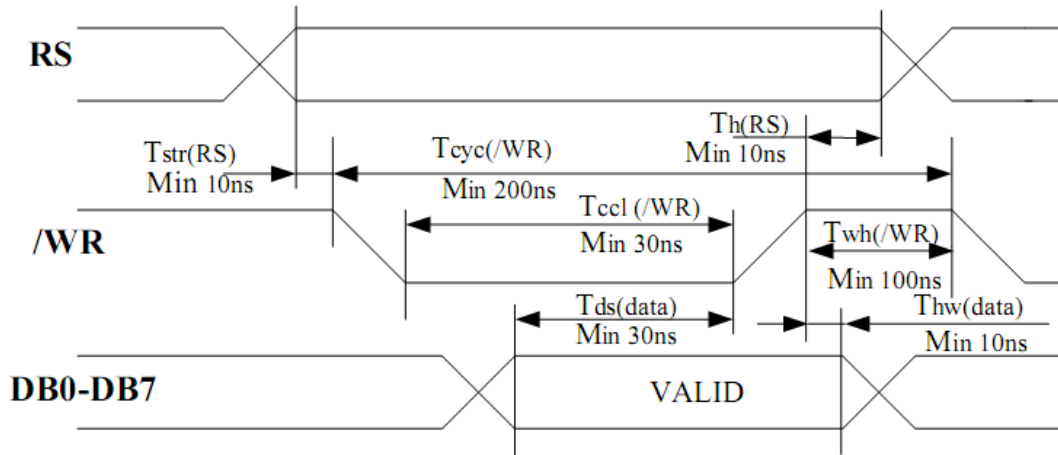 RS
Th(RS)
Min 10ns
Tstr(RS)
Min 10ns
Tcyc(/WR)
Min 200ns
/WR
Tccl (/WR)
Min 30ns
Twh(/WR)
Min 100ns
Tds(data)
Min 30ns
Thw(data)
Min 10ns
DB0-DB7
VALID